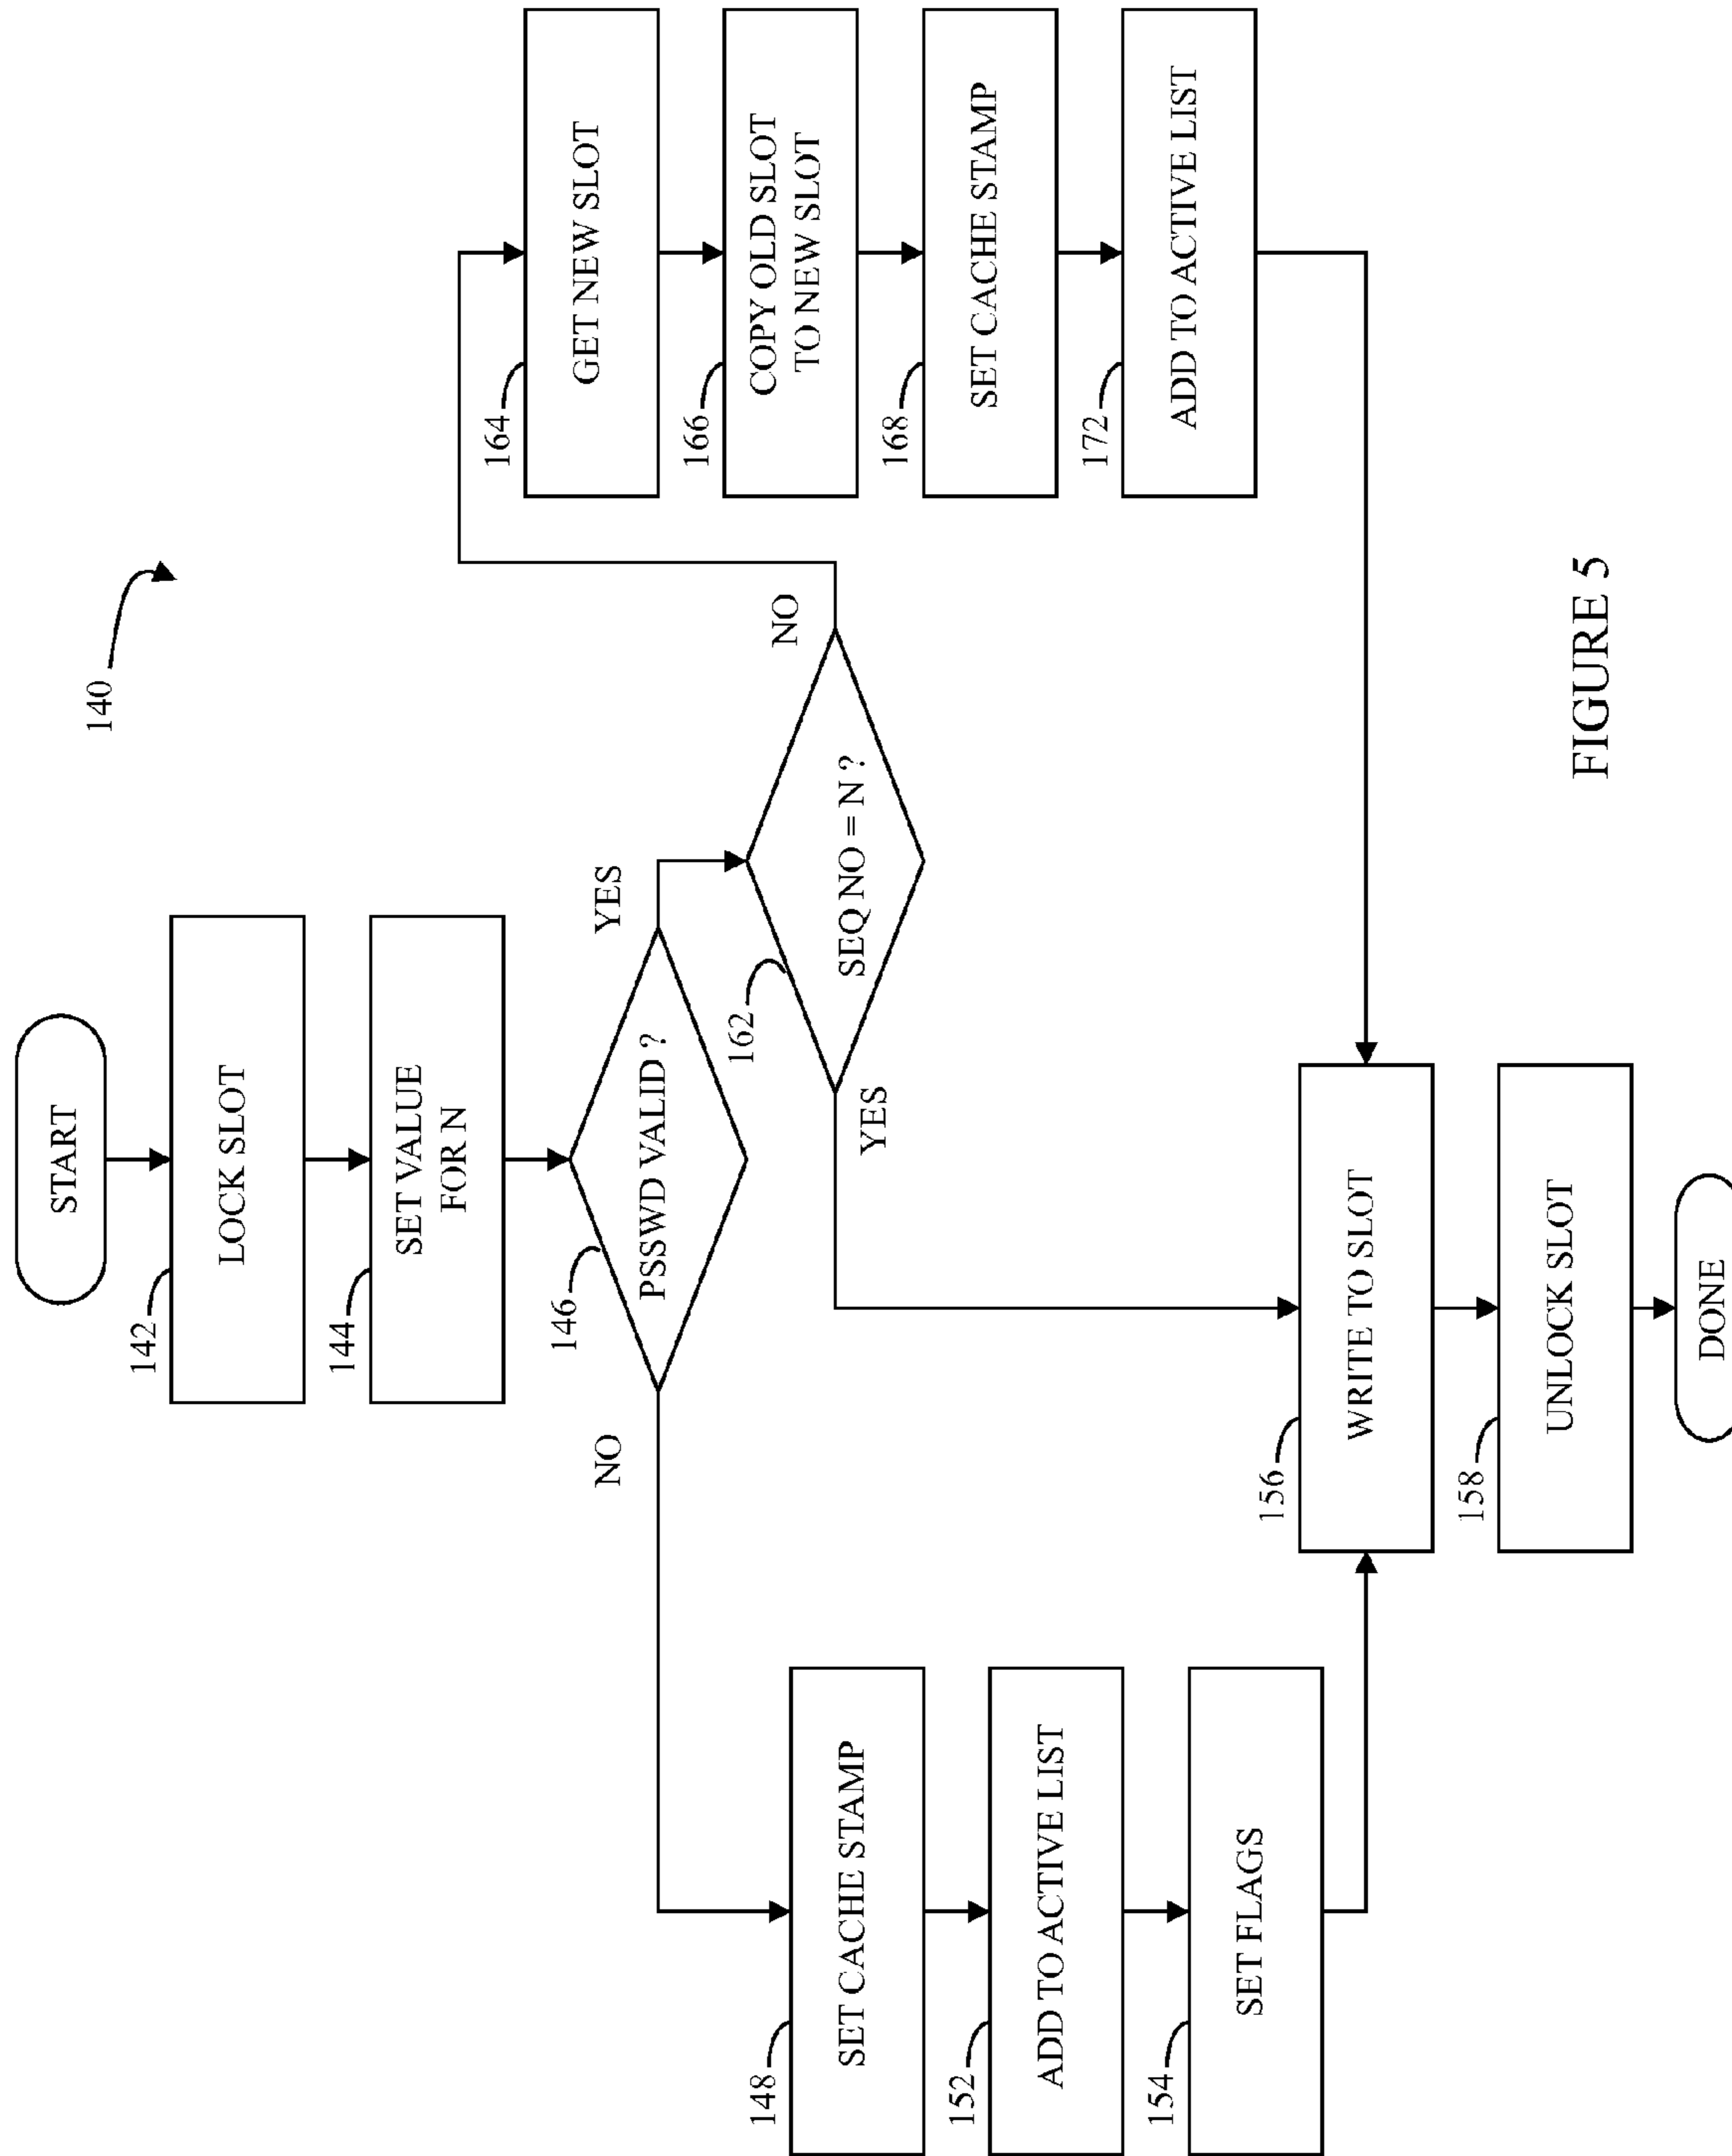 140
START
142
LOCK SLOT
144
SET VALUE
FOR N
146
PSSWD VALID ?
NO
YES
162
SEQ NO = N ?
YES
NO
148
SET CACHE STAMP
152
ADD TO ACTIVE LIST
154
SET FLAGS
164
GET NEW SLOT
166
COPY OLD SLOT
TO NEW SLOT
168
SET CACHE STAMP
172
ADD TO ACTIVE LIST
156
WRITE TO SLOT
158
UNLOCK SLOT
DONE
FIGURE 5